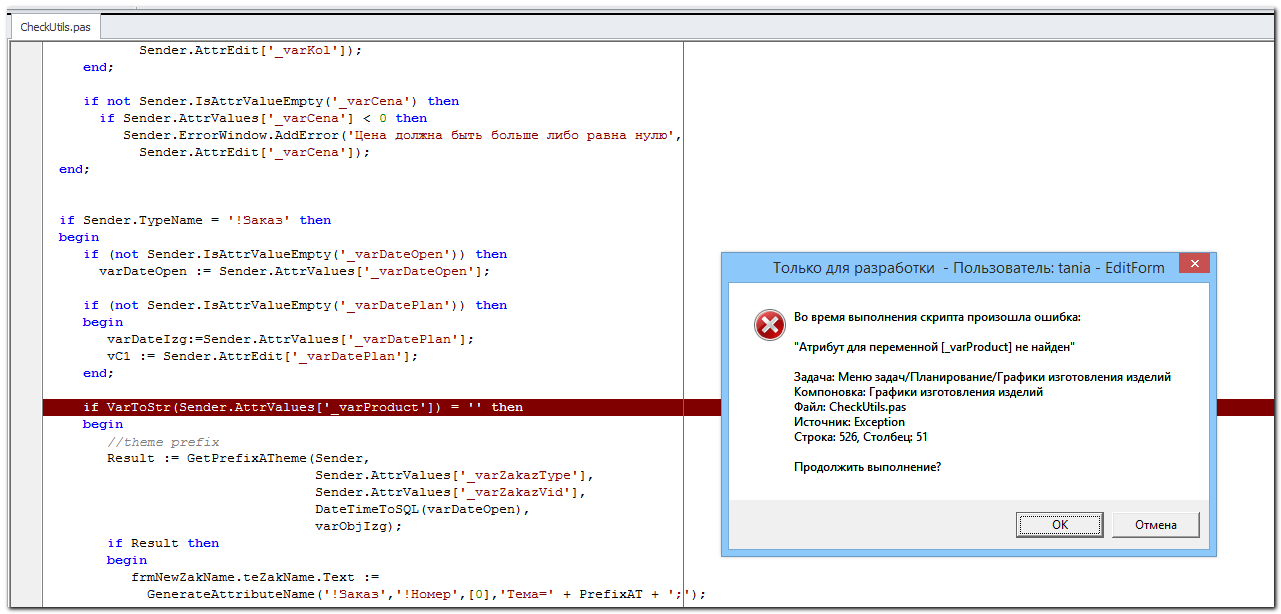 CheckUtils.pas
Sender.AttrEdit['_varKol']);
end;
if not Sender.IsAttrValueEmpty('_varCena') then
if Sender.AttrValues['_varCena'] < 0 then
Sender.ErrorWindow.AddError('Цена должна быть больше либо равна нулю',
Sender.AttrEdit['_varCena']);
end;
if Sender.TypeName = '!Заказ' then
begin
if (not Sender.IsAttrValueEmpty('_varDateOpen')) then
varDateOpen := Sender.AttrValues['_varDateOpen'];
if (not Sender.IsAttrValueEmpty('_varDatePlan')) then
begin
varDateIzg:=Sender.AttrValues['_varDatePlan'];
vC1 := Sender.AttrEdit['_varDatePlan'];
end;
if VarToStr(Sender.AttrValues['_varProduct']) = '' then
begin
//theme prefix
Result := GetPrefixATheme(Sender,
Sender.AttrValues['_varZakazType'],
Sender.AttrValues['_varZakazVid'],
DateTimeToSQL(varDateOpen),
varObjIzg);
if Result then
begin
frmNewZakName.teZakName.Text :=
GenerateAttributeName('!Заказ','!Номер',[0],'Тема=' + PrefixAT + ';');
Только для разработки - Пользователь: tania - EditForm
Во время выполнения скрипта произошла ошибка:
"Атрибут для переменной [_varProduct] не найден"
Задача: Меню задач/Планирование/Графики изготовления изделий
Компоновка: Графики изготовления изделий
Файл: CheckUtils.pas
Источник: Exception
Строка: 526, Столбец: 51
Продолжить выполнение?
OK
Отмена